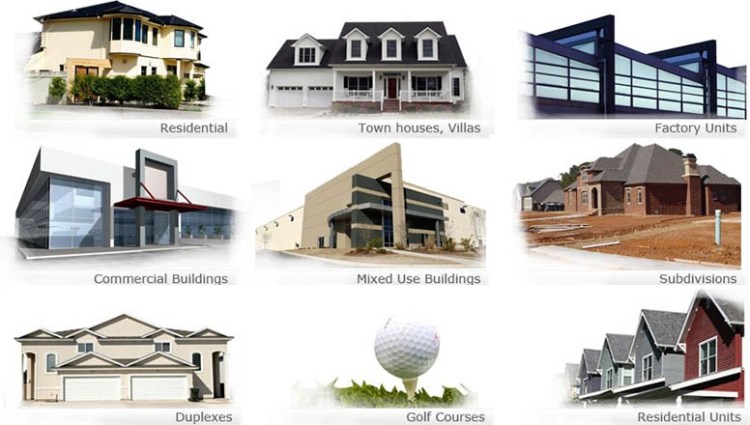 Residential
Town houses, Villas
Factory Units
Commercial Buildings
Mixed Use Buildings
Subdivisions
Duplexes
Golf Courses
Residential Units